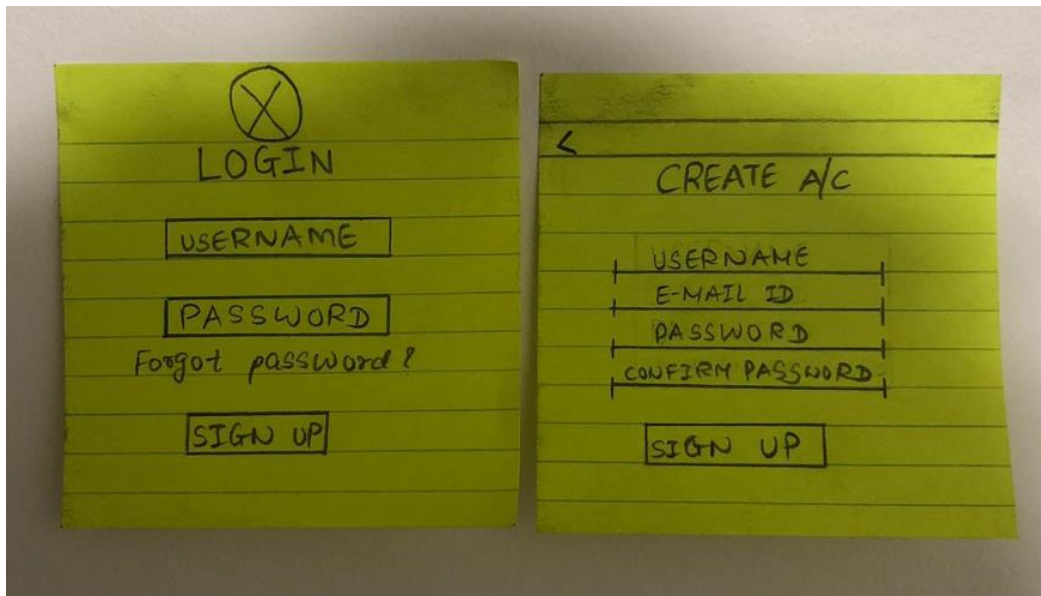 LOGIN
USERNAME
PASSWORD
Forgot password?
SIGN UP
<
CREATE A/C
USERNAME
E-MAIL ID
PASSWORD
CONFIRM PASSWORD
SIGN UP